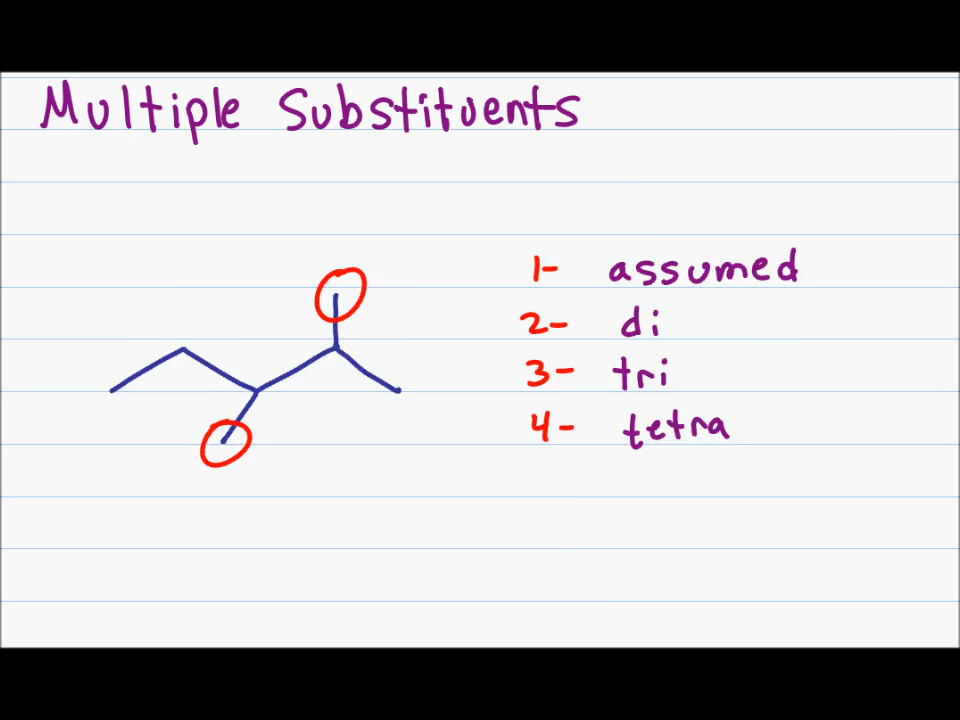 Multiple Substituents
1- assumed
2- di
3- tri
4- tetra